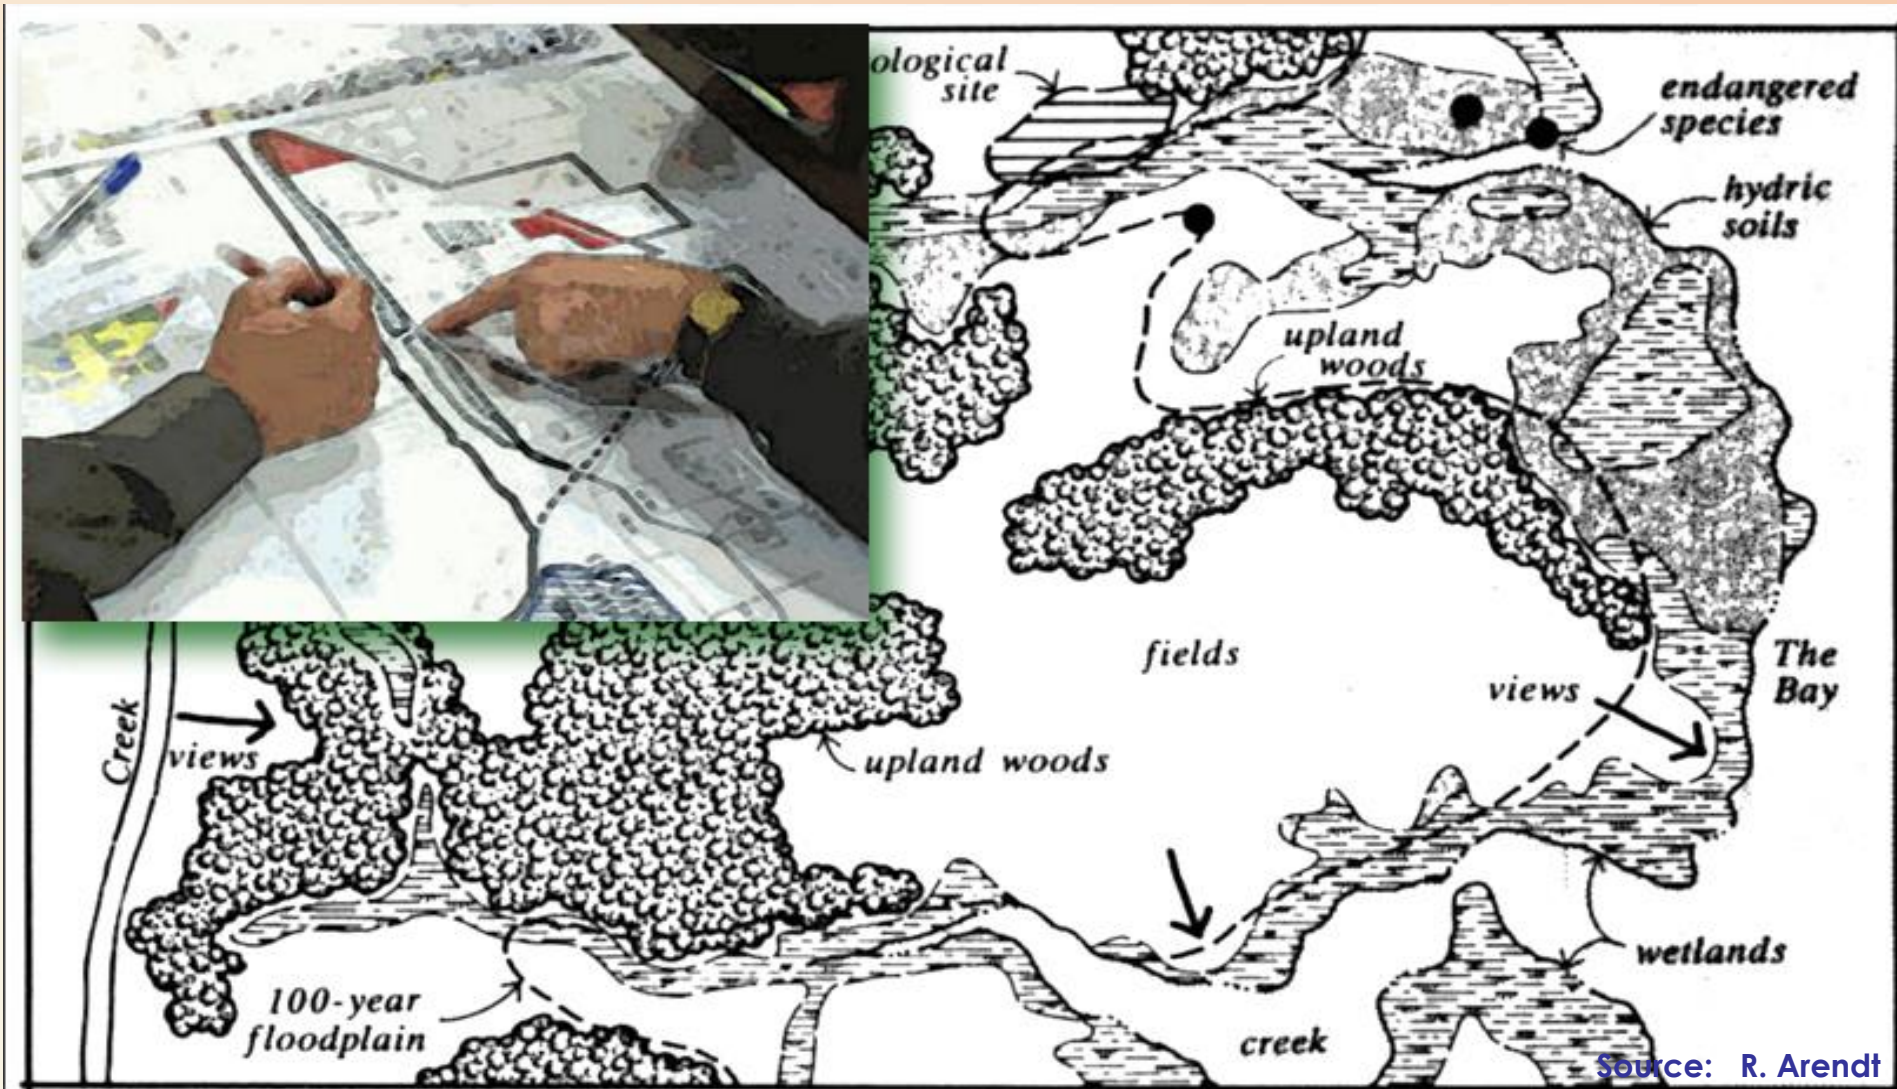 ological
site
endangered
species
hydric
soils
upland
woods
fields
The
Bay
views
Creek
views
upland woods
wetlands
100-year
floodplain
creek
Source: R. Arendt